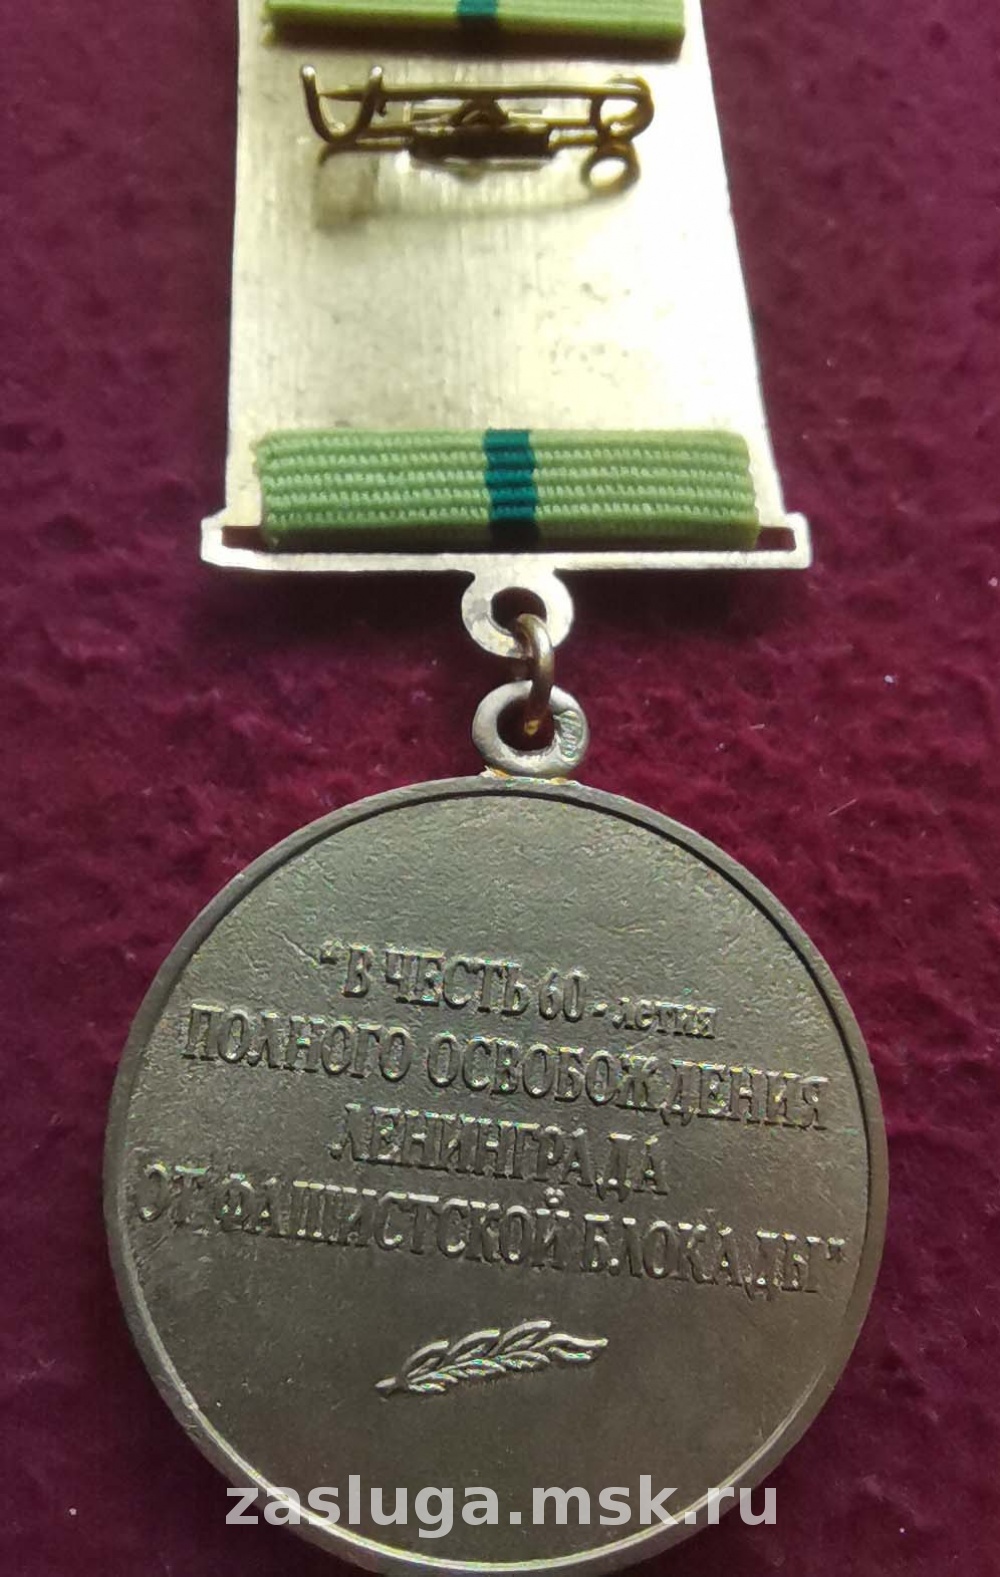 "В ЧЕСТЬ 60-летия
ПОЛНОГО ОСВОБОЖДЕНИЯ
ЛЕНИНГРАДА
ОТ ФАШИСТСКОЙ БЛОКАДЫ"
zasluga.msk.ru